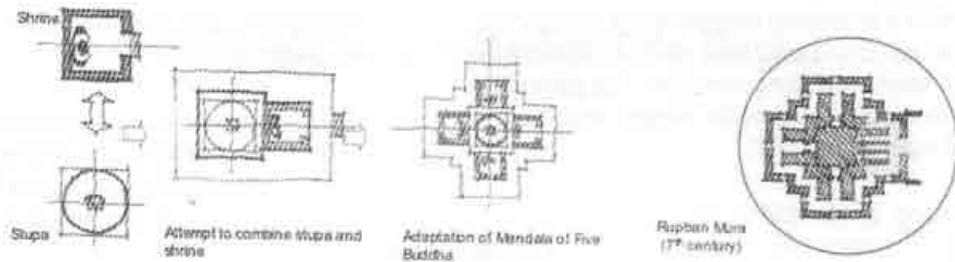 Shrine
Stupa
Attempt to combine stupa and
shrine
Adaptation of Mandala of Five
Buddha
Rupban Mura
(7th century)